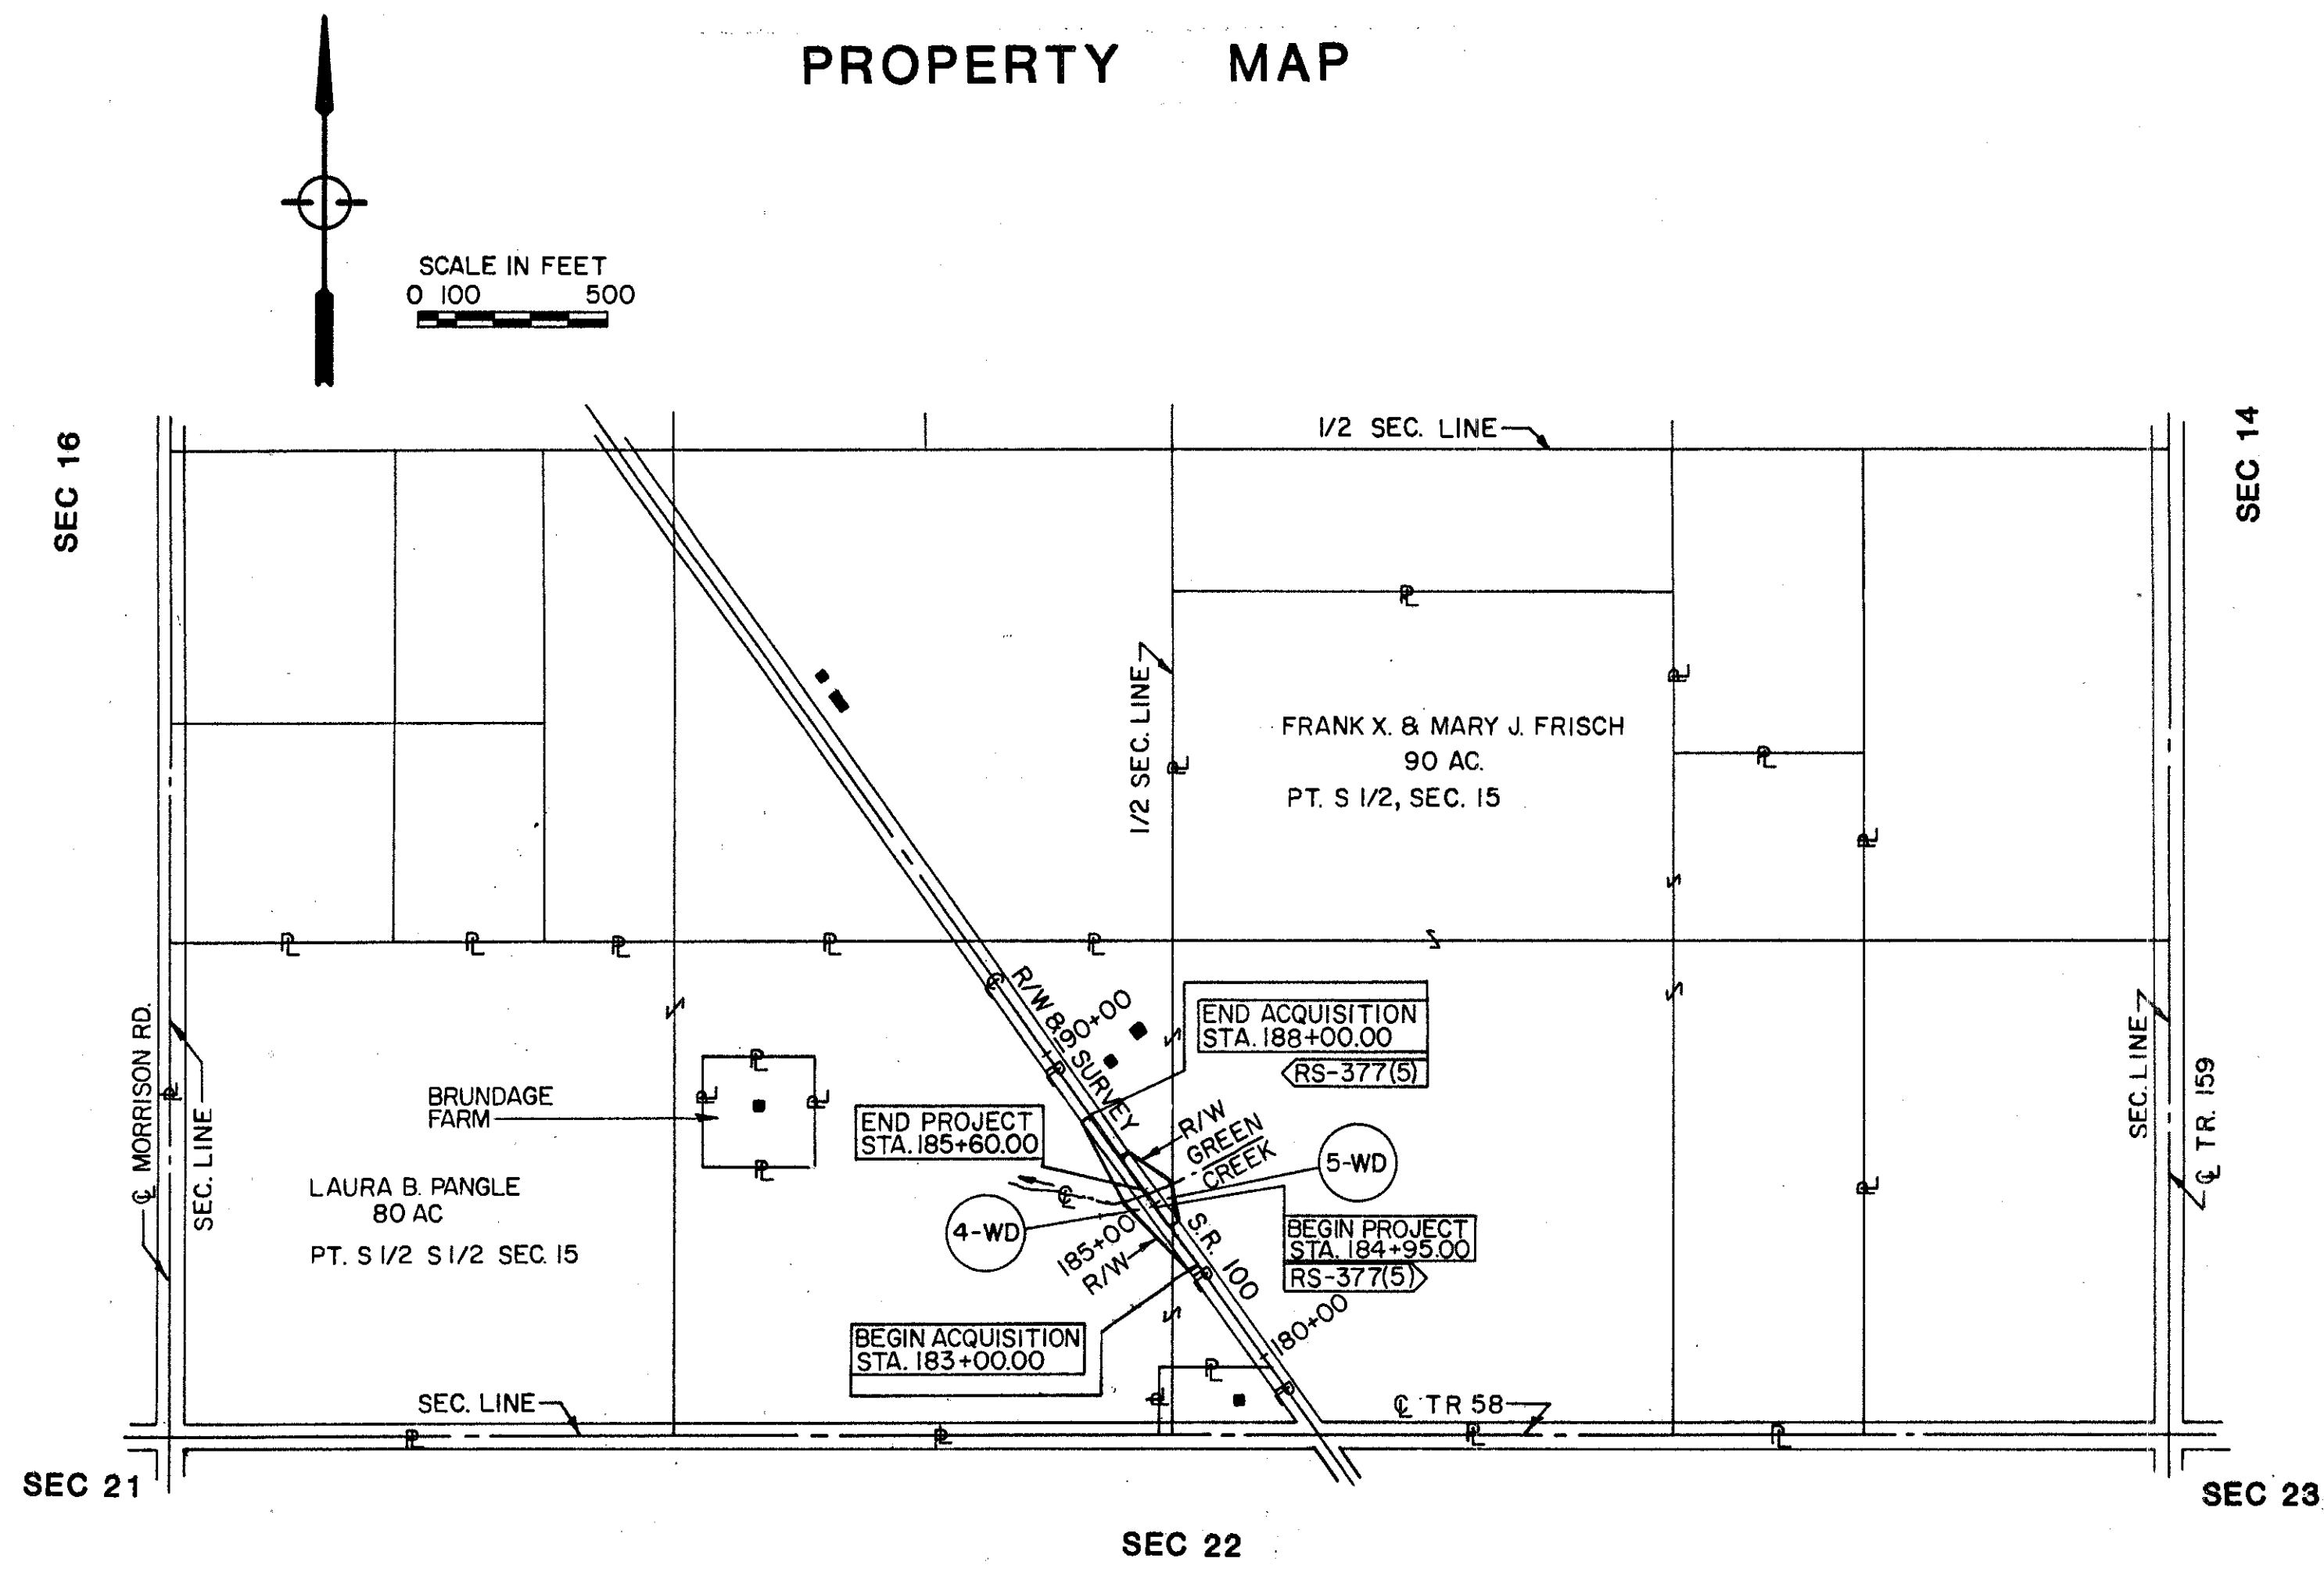 PROPERTY MAP
SCALE IN FEET
0 100 500
SEC 16
1/2 SEC. LINE
SEC 14
1/2 SEC. LINE
FRANK X. & MARY J. FRISCH
90 AC.
PT. S 1/2, SEC. 15
℄ MORRISON RD.
SEC. LINE
BRUNDAGE
FARM
LAURA B. PANGLE
80 AC
PT. S 1/2 S 1/2 SEC. 15
R/W & ℄ SURVEY
190+00
END ACQUISITION
STA. 188+00.00
RS-377(5)
END PROJECT
STA. 185+60.00
R/W
GREEN
CREEK
℄
5-WD
4-WD
185+00
R/W
S.R. 100
BEGIN PROJECT
STA. 184+95.00
RS-377(5)
180+00
BEGIN ACQUISITION
STA. 183+00.00
SEC. LINE
℄ TR 58
SEC. LINE
℄ TR. 159
SEC 21
SEC 22
SEC 23